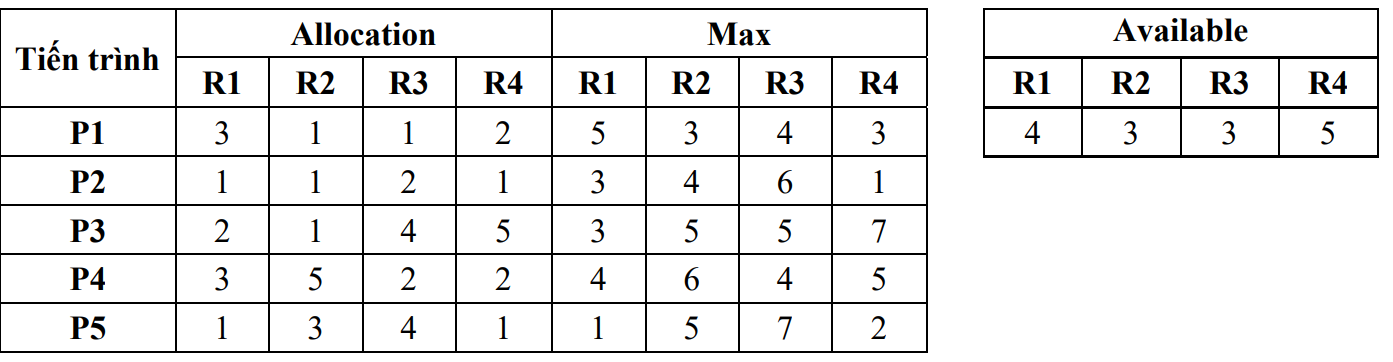 Tiến trình Allocation Max Available
R1 R2 R3 R4 R1 R2 R3 R4 R1 R2 R3 R4
P1 3 1 1 2 5 3 4 3 4 3 3 5
P2 1 1 2 1 3 4 6 1
P3 2 1 4 5 3 5 5 7
P4 3 5 2 2 4 6 4 5
P5 1 3 4 1 1 5 7 2